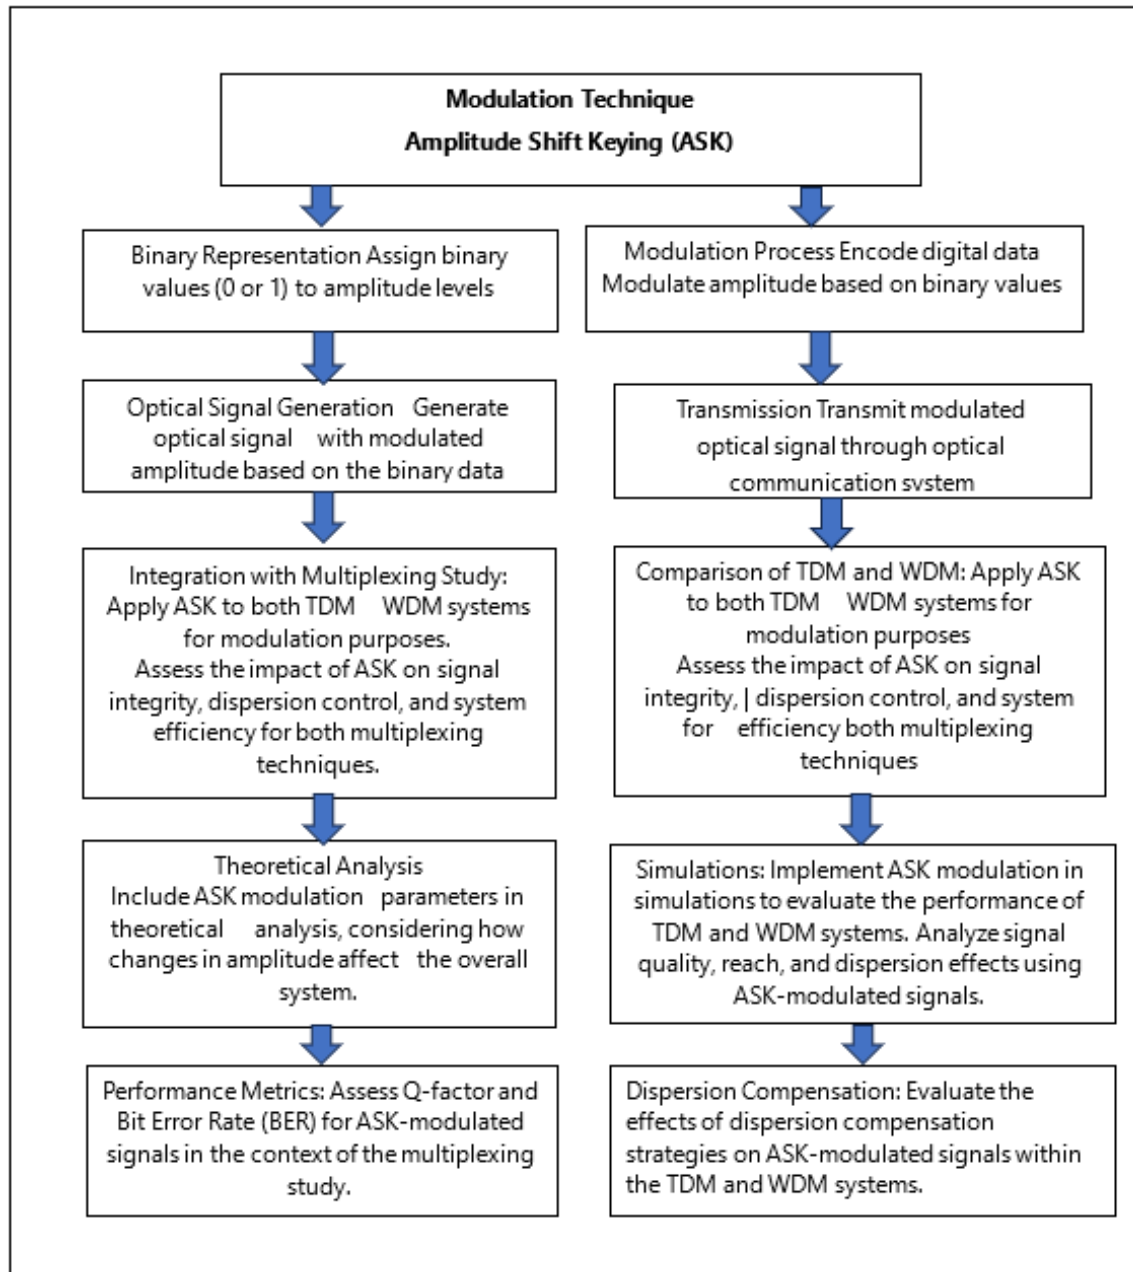 Modulation Technique
Amplitude Shift Keying (ASK)
Binary Representation Assign binary
values (0 or 1) to amplitude levels
Optical Signal Generation Generate
optical signal with modulated
amplitude based on the binary data
Integration with Multiplexing Study:
Apply ASK to both TDM WDM systems
for modulation purposes.
Assess the impact of ASK on signal
integrity, dispersion control, and system
efficiency for both multiplexing
techniques.
Theoretical Analysis
Include ASK modulation parameters in
theoretical analysis, considering how
changes in amplitude affect the overall
system.
Performance Metrics: Assess Q-factor and
Bit Error Rate (BER) for ASK-modulated
signals in the context of the multiplexing
study.
Modulation Process Encode digital data
Modulate amplitude based on binary values
Transmission Transmit modulated
optical signal through optical
communication system
Comparison of TDM and WDM: Apply ASK
to both TDM WDM systems for
modulation purposes
Assess the impact of ASK on signal
integrity, | dispersion control, and system
for efficiency both multiplexing
techniques
Simulations: Implement ASK modulation in
simulations to evaluate the performance of
TDM and WDM systems. Analyze signal
quality, reach, and dispersion effects using
ASK-modulated signals.
Dispersion Compensation: Evaluate the
effects of dispersion compensation
strategies on ASK-modulated signals within
the TDM and WDM systems.